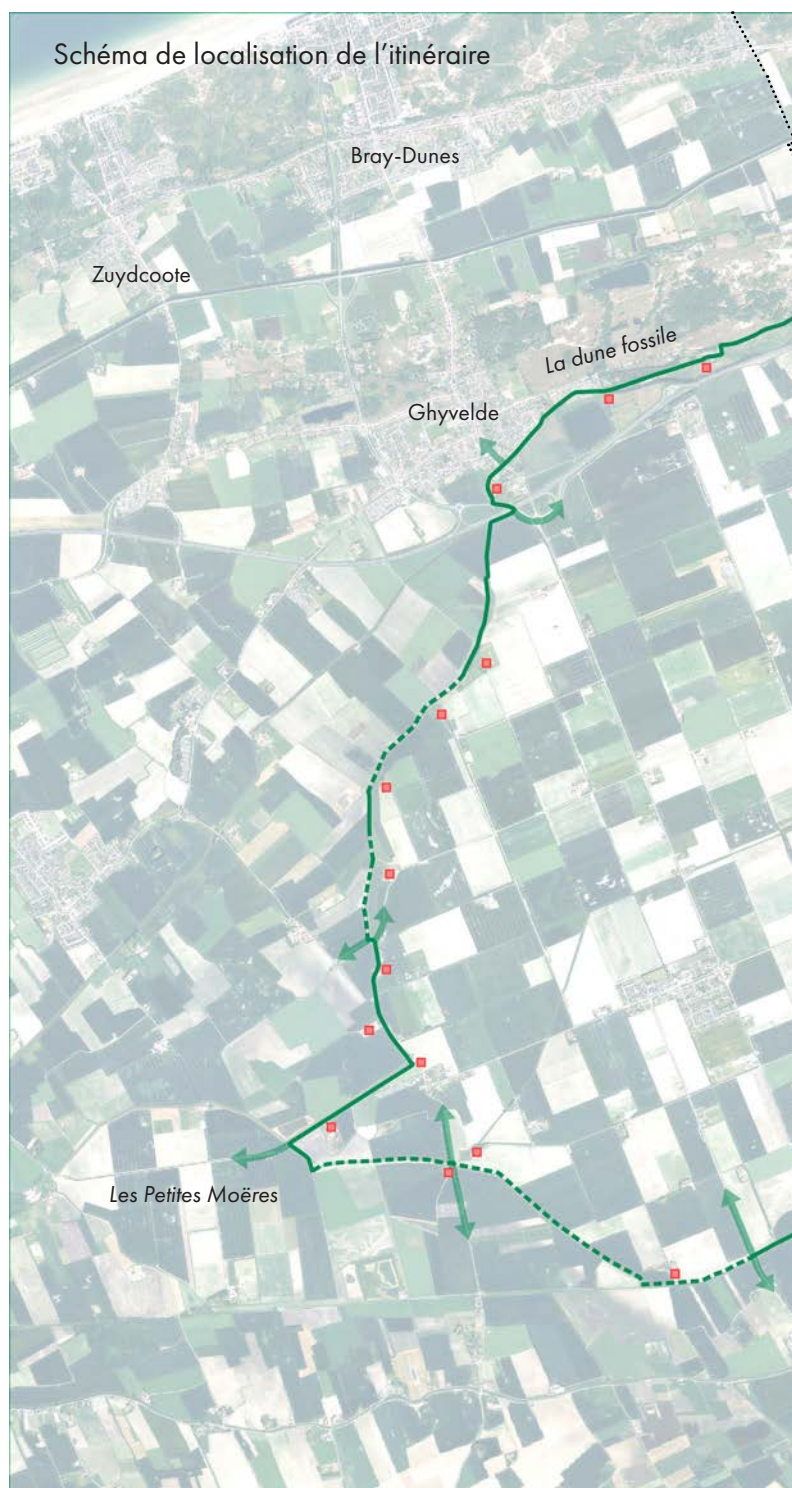 Schéma de localisation de l’itinéraire
Bray-Dunes
Zuydcoote
La dune fossile
Ghyvelde
Les Petites Moëres